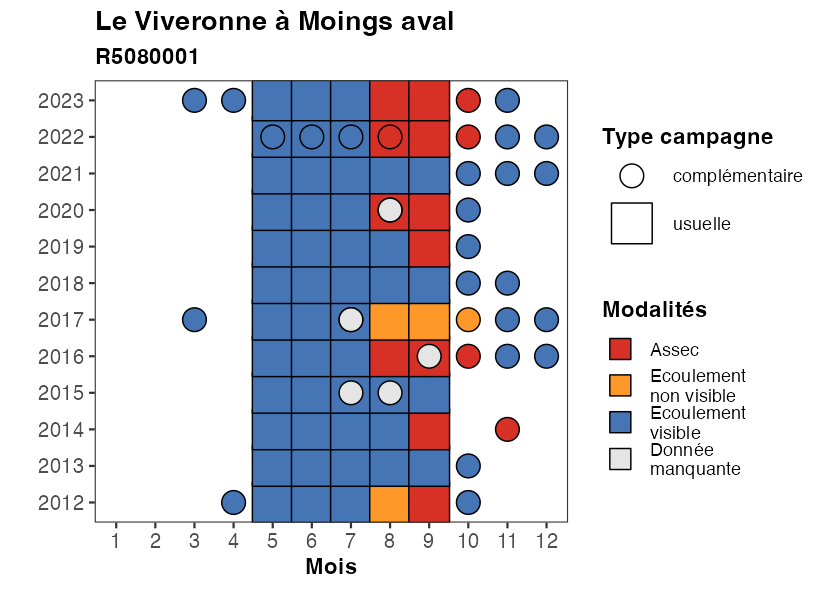 Le Viveronne à Moings aval
R5080001
2023
2022
2021
2020
2019
2018
2017
2016
2015
2014
2013
2012
1 2 3 4 5 6 7 8 9 10 11 12
Mois
Type campagne
complémentaire
usuelle
Modalités
Assec
Ecoulement
non visible
Ecoulement
visible
Donnée
manquante